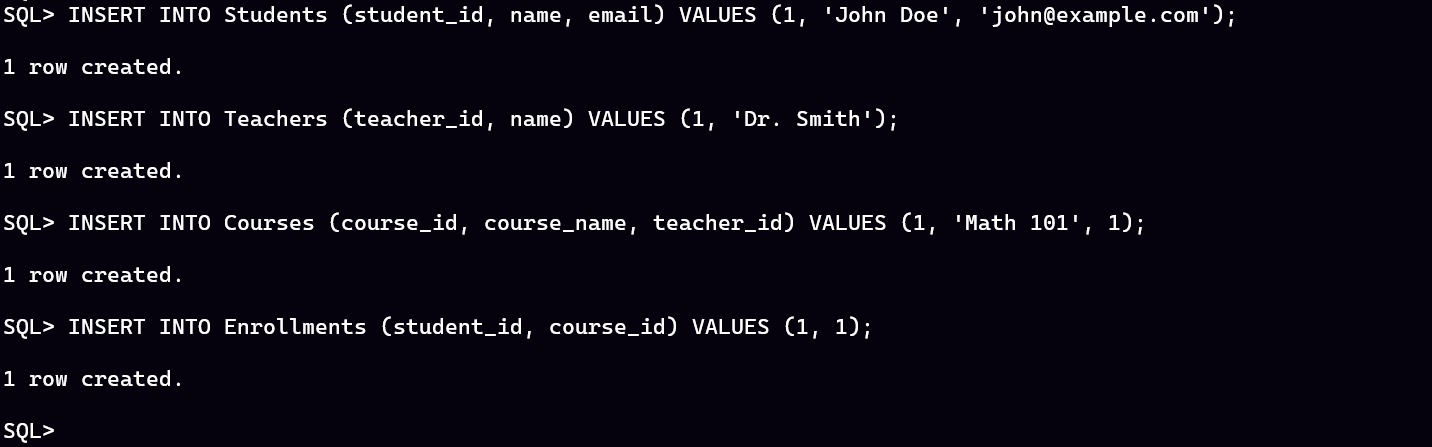 SQL> INSERT INTO Students (student_id, name, email) VALUES (1, 'John Doe', 'john@example.com');
1 row created.
SQL> INSERT INTO Teachers (teacher_id, name) VALUES (1, 'Dr. Smith');
1 row created.
SQL> INSERT INTO Courses (course_id, course_name, teacher_id) VALUES (1, 'Math 101', 1);
1 row created.
SQL> INSERT INTO Enrollments (student_id, course_id) VALUES (1, 1);
1 row created.
SQL>